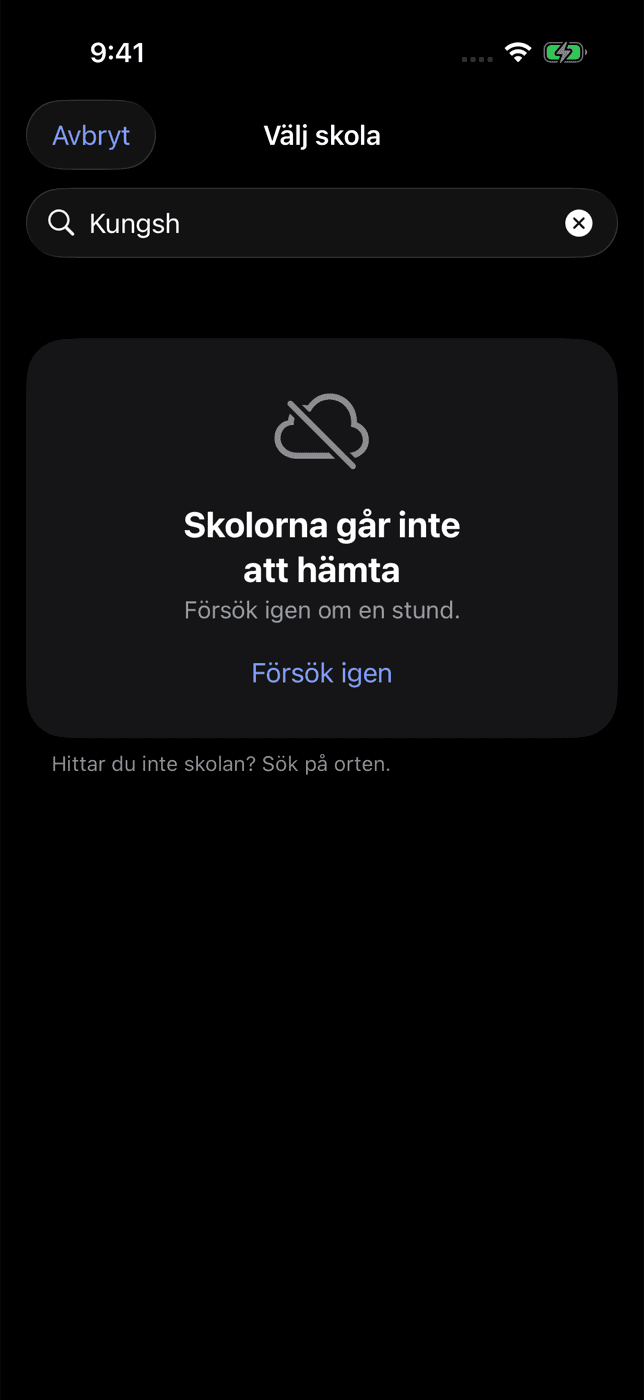 9:41
Avbryt
Välj skola
Kungsh
Skolorna går inte
att hämta
Försök igen om en stund.
Försök igen
Hittar du inte skolan? Sök på orten.